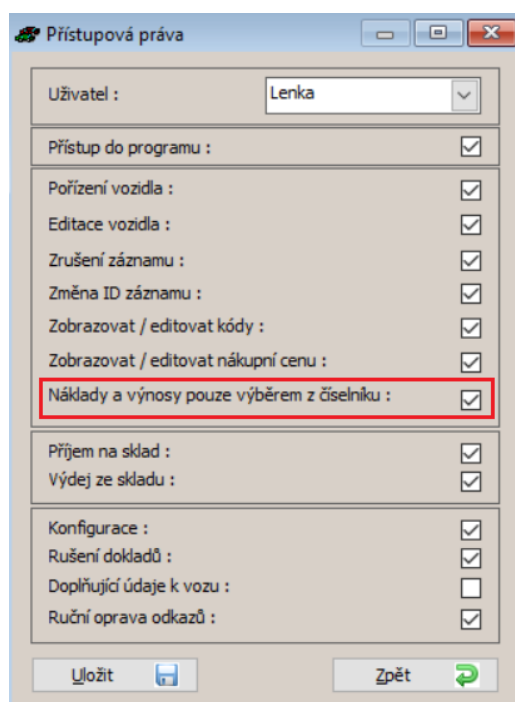 Přístupová práva
Uživatel : Lenka
Přístup do programu :
Pořízení vozidla :
Editace vozidla :
Zrušení záznamu :
Změna ID záznamu :
Zobrazovat / editovat kódy :
Zobrazovat / editovat nákupní cenu :
Náklady a výnosy pouze výběrem z číselníku :
Příjem na sklad :
Výdej ze skladu :
Konfigurace :
Rušení dokladů :
Doplňující údaje k vozu :
Ruční oprava odkazů :
Uložit Zpět